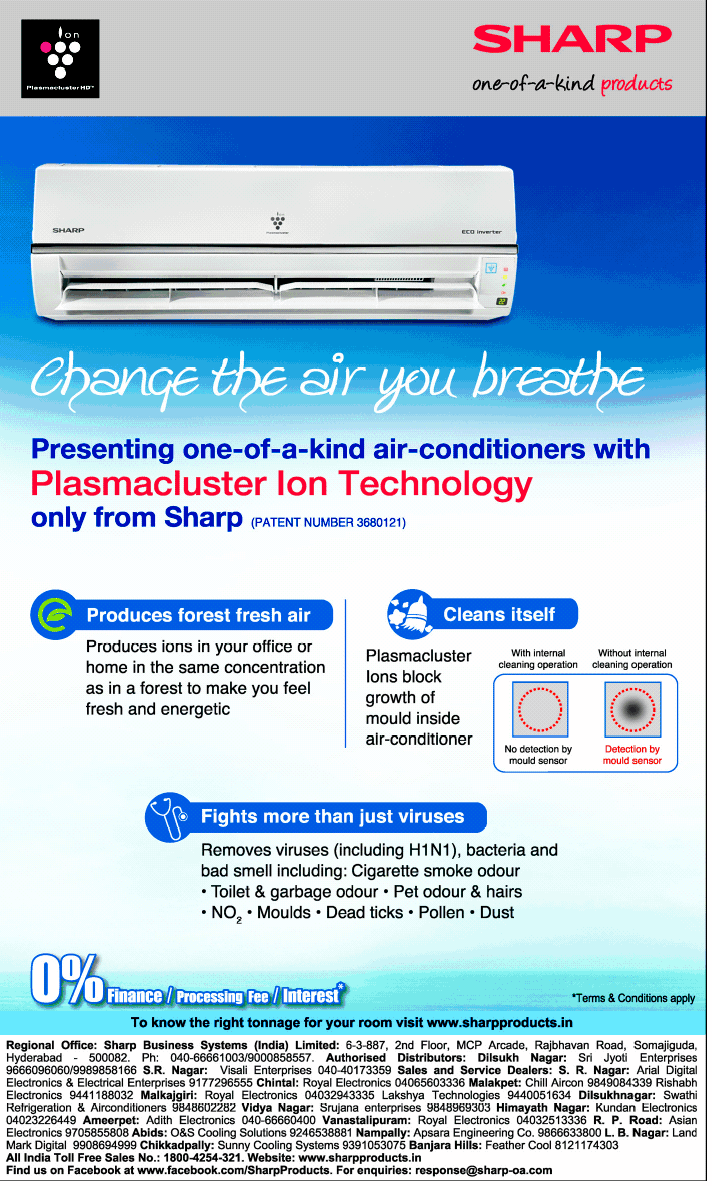 Ion
Plasmacluster HD™
SHARP
one-of-a-kind products
SHARP
Ion
Plasmacluster
ECO inverter
Change the air you breathe
Presenting one-of-a-kind air-conditioners with
Plasmacluster Ion Technology
only from Sharp (PATENT NUMBER 3680121)
Produces forest fresh air
Produces ions in your office or
home in the same concentration
as in a forest to make you feel
fresh and energetic
Cleans itself
Plasmacluster
Ions block
growth of
mould inside
air-conditioner
With internal
cleaning operation
No detection by
mould sensor
Without internal
cleaning operation
Detection by
mould sensor
Fights more than just viruses
Removes viruses (including H1N1), bacteria and
bad smell including: Cigarette smoke odour
• Toilet & garbage odour • Pet odour & hairs
• NO₂ • Moulds • Dead ticks • Pollen • Dust
0% Finance / Processing Fee / Interest*
*Terms & Conditions apply
To know the right tonnage for your room visit www.sharpproducts.in
Regional Office: Sharp Business Systems (India) Limited: 6-3-887, 2nd Floor, MCP Arcade, Rajbhavan Road, Somajiguda,
Hyderabad - 500082. Ph: 040-66661003/9000858557. Authorised Distributors: Dilsukh Nagar: Sri Jyoti Enterprises
9666096060/9989858166 S.R. Nagar: Visali Enterprises 040-40173359 Sales and Service Dealers: S. R. Nagar: Arial Digital
Electronics & Electrical Enterprises 9177296555 Chintal: Royal Electronics 04065603336 Malakpet: Chill Aircon 9849084339 Rishabh
Electronics 9441188032 Malkajgiri: Royal Electronics 04032943335 Lakshya Technologies 9440051634 Dilsukhnagar: Swathi
Refrigeration & Airconditioners 9848602282 Vidya Nagar: Srujana enterprises 9848969303 Himayath Nagar: Kundan Electronics
04023226449 Ameerpet: Adith Electronics 040-66660400 Vanastalipuram: Royal Electronics 04032513336 R. P. Road: Asian
Electronics 9705855808 Abids: O&S Cooling Solutions 9246538881 Nampally: Apsara Engineering Co. 9866633800 L. B. Nagar: Land
Mark Digital 9908694999 Chikkadpally: Sunny Cooling Systems 9391053075 Banjara Hills: Feather Cool 8121174303
All India Toll Free Sales No.: 1800-4254-321. Website: www.sharpproducts.in
Find us on Facebook at www.facebook.com/SharpProducts. For enquiries: response@sharp-oa.com